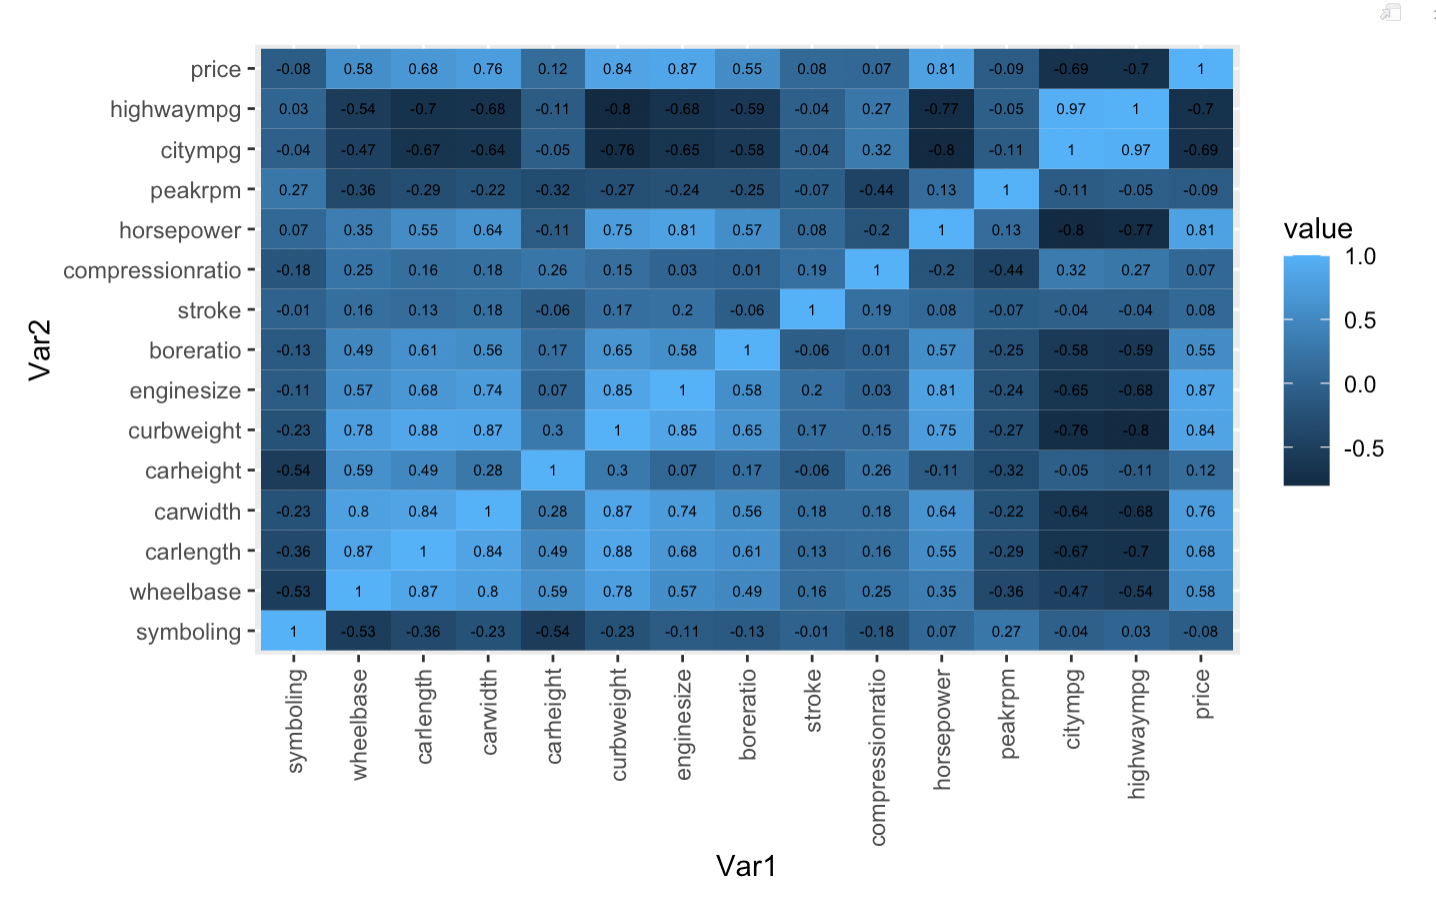 price -0.08 0.58 0.68 0.76 0.12 0.84 0.87 0.55 0.08 0.07 0.81 -0.09 -0.69 -0.7 1
highwaympg 0.03 -0.54 -0.7 -0.68 -0.11 -0.8 -0.68 -0.59 -0.04 0.27 -0.77 -0.05 0.97 1 -0.7
citympg -0.04 -0.47 -0.67 -0.64 -0.05 -0.76 -0.65 -0.58 -0.04 0.32 -0.8 -0.11 1 0.97 -0.69
peakrpm 0.27 -0.36 -0.29 -0.22 -0.32 -0.27 -0.24 -0.25 -0.07 -0.44 0.13 1 -0.11 -0.05 -0.09
horsepower 0.07 0.35 0.55 0.64 -0.11 0.75 0.81 0.57 0.08 -0.2 1 0.13 -0.8 -0.77 0.81
compressionratio -0.18 0.25 0.16 0.18 0.26 0.15 0.03 0.01 0.19 1 -0.2 -0.44 0.32 0.27 0.07
stroke -0.01 0.16 0.13 0.18 -0.06 0.17 0.2 -0.06 1 0.19 0.08 -0.07 -0.04 -0.04 0.08
boreratio -0.13 0.49 0.61 0.56 0.17 0.65 0.58 1 -0.06 0.01 0.57 -0.25 -0.58 -0.59 0.55
enginesize -0.11 0.57 0.68 0.74 0.07 0.85 1 0.58 0.2 0.03 0.81 -0.24 -0.65 -0.68 0.87
curbweight -0.23 0.78 0.88 0.87 0.3 1 0.85 0.65 0.17 0.15 0.75 -0.27 -0.76 -0.8 0.84
carheight -0.54 0.59 0.49 0.28 1 0.3 0.07 0.17 -0.06 0.26 -0.11 -0.32 -0.05 -0.11 0.12
carwidth -0.23 0.8 0.84 1 0.28 0.87 0.74 0.56 0.18 0.18 0.64 -0.22 -0.64 -0.68 0.76
carlength -0.36 0.87 1 0.84 0.49 0.88 0.68 0.61 0.13 0.16 0.55 -0.29 -0.67 -0.7 0.68
wheelbase -0.53 1 0.87 0.8 0.59 0.78 0.57 0.49 0.16 0.25 0.35 -0.36 -0.47 -0.54 0.58
symboling 1 -0.53 -0.36 -0.23 -0.54 -0.23 -0.11 -0.13 -0.01 -0.18 0.07 0.27 -0.04 0.03 -0.08
symboling wheelbase carlength carwidth carheight curbweight enginesize boreratio stroke compressionratio horsepower peakrpm citympg highwaympg price
Var1
Var2
value
1.0
0.5
0.0
-0.5